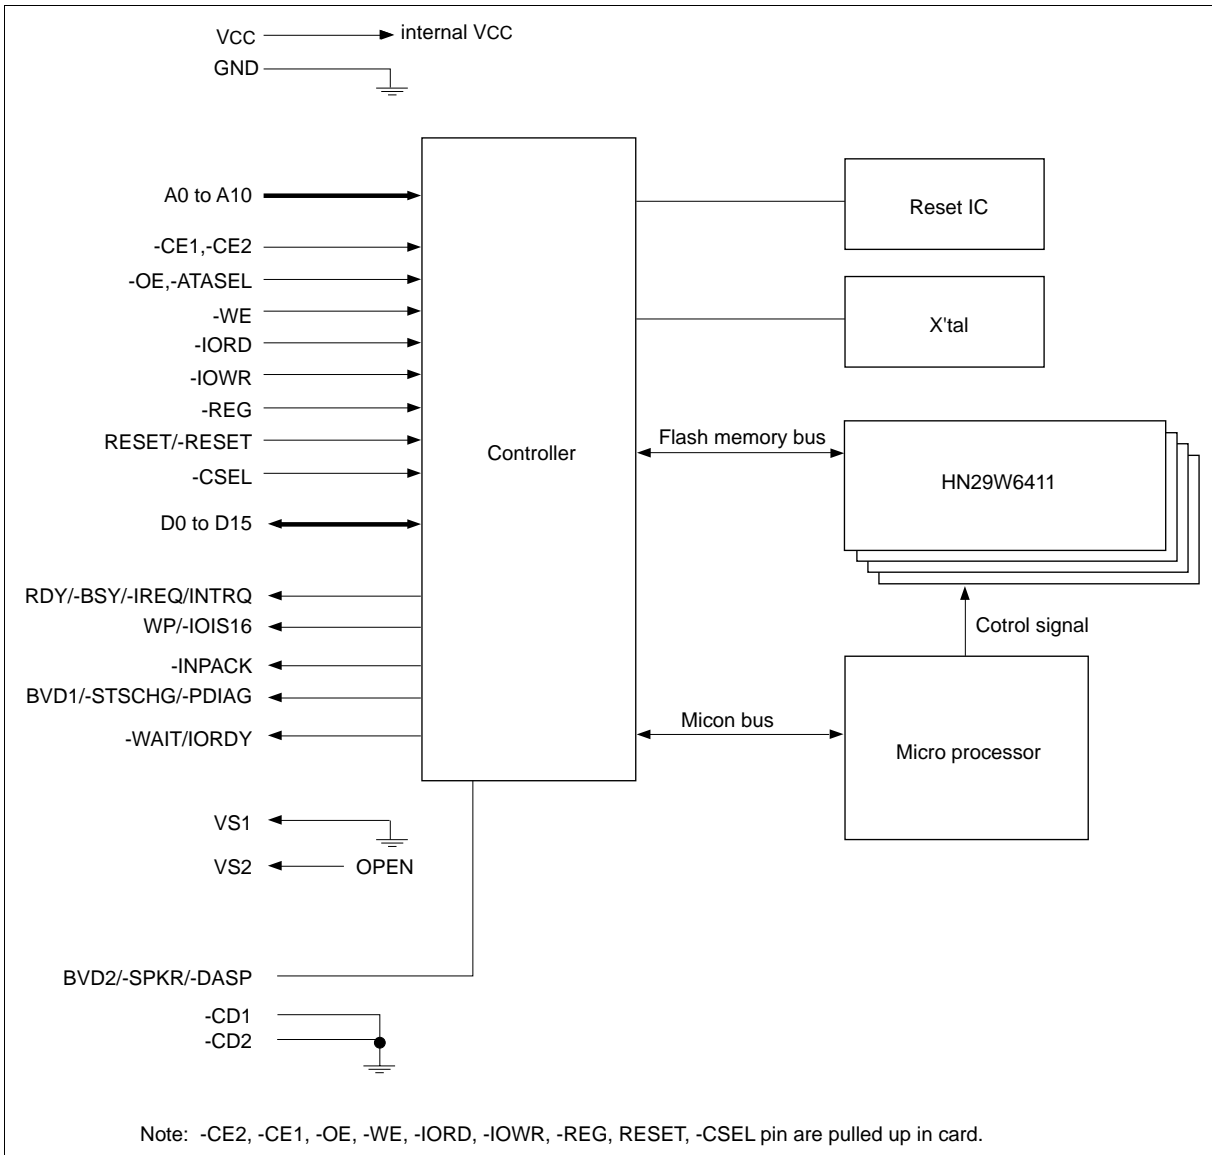 VCC
internal VCC
GND
A0 to A10
-CE1,-CE2
-OE,-ATASEL
-WE
-IORD
-IOWR
-REG
RESET/-RESET
-CSEL
D0 to D15
RDY/-BSY/-IREQ/INTRQ
WP/-IOIS16
-INPACK
BVD1/-STSCHG/-PDIAG
-WAIT/IORDY
Controller
Reset IC
X'tal
Flash memory bus
HN29W6411
Cotrol signal
Micon bus
Micro processor
VS1
VS2
OPEN
BVD2/-SPKR/-DASP
-CD1
-CD2
Note: -CE2, -CE1, -OE, -WE, -IORD, -IOWR, -REG, RESET, -CSEL pin are pulled up in card.